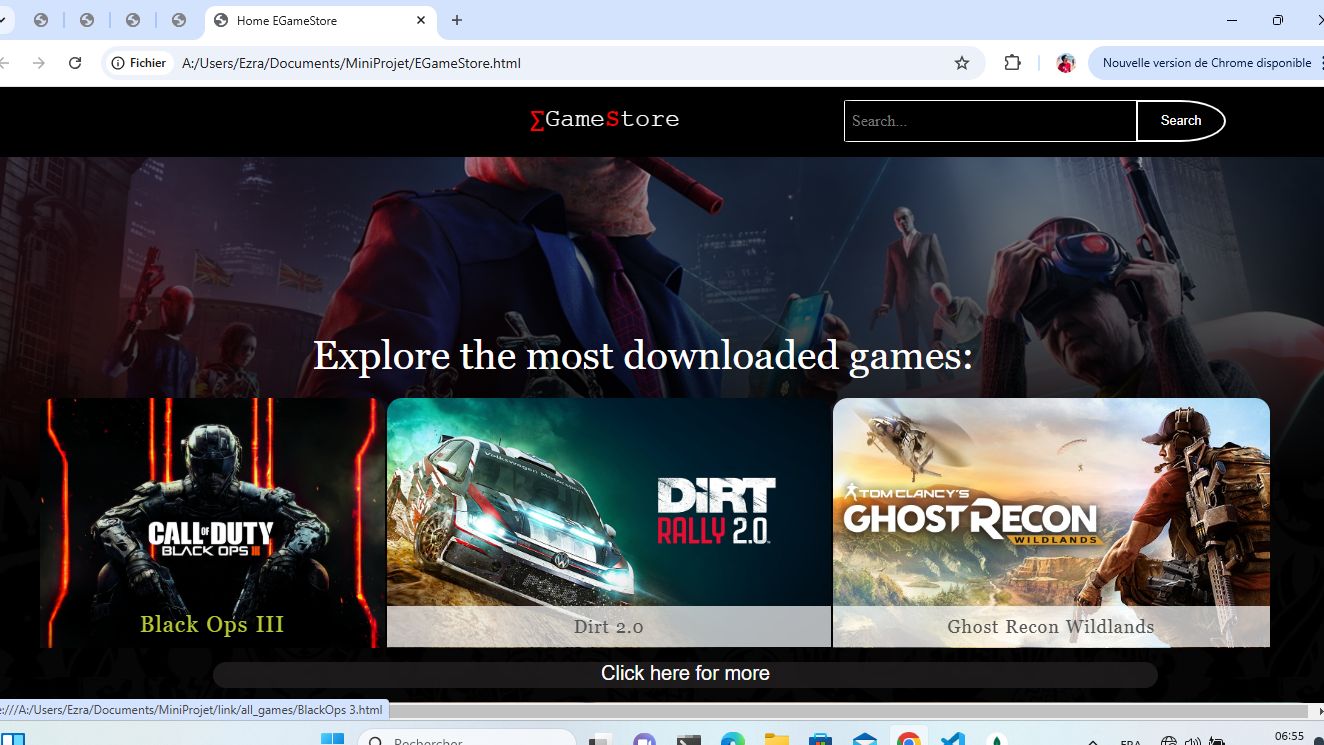 Home EGameStore
Fichier
A:/Users/Ezra/Documents/MiniProjet/EGameStore.html
Nouvelle version de Chrome disponible
ΣGameStore
Search...
Search
Explore the most downloaded games:
CALL OF DUTY
BLACK OPS III
Black Ops III
Volkswagen Motorsport
DiRT
RALLY 2.0
Dirt 2.0
TOM CLANCY'S
GHOST RECON
WILDLANDS
Ghost Recon Wildlands
Click here for more
:///A:/Users/Ezra/Documents/MiniProjet/link/all_games/BlackOps 3.html
Rechercher
FRA
06:55